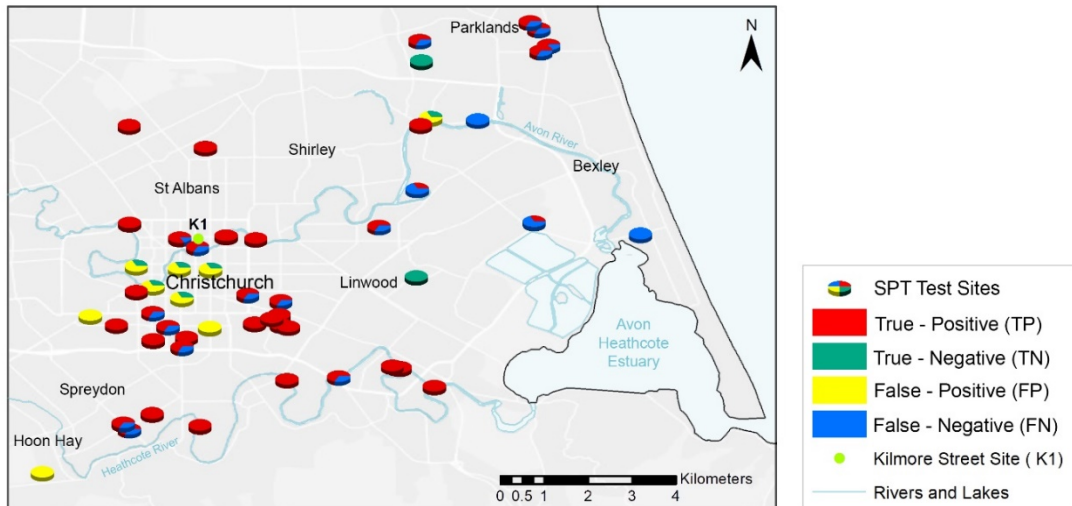 Parklands
N
Avon River
Shirley
Bexley
St Albans
K1
Linwood
Christchurch
Avon
Heathcote
Estuary
Spreydon
Hoon Hay
Heathcote River
Kilometers
0 0.5 1 2 3 4
SPT Test Sites
True - Positive (TP)
True - Negative (TN)
False - Positive (FP)
False - Negative (FN)
Kilmore Street Site ( K1)
Rivers and Lakes